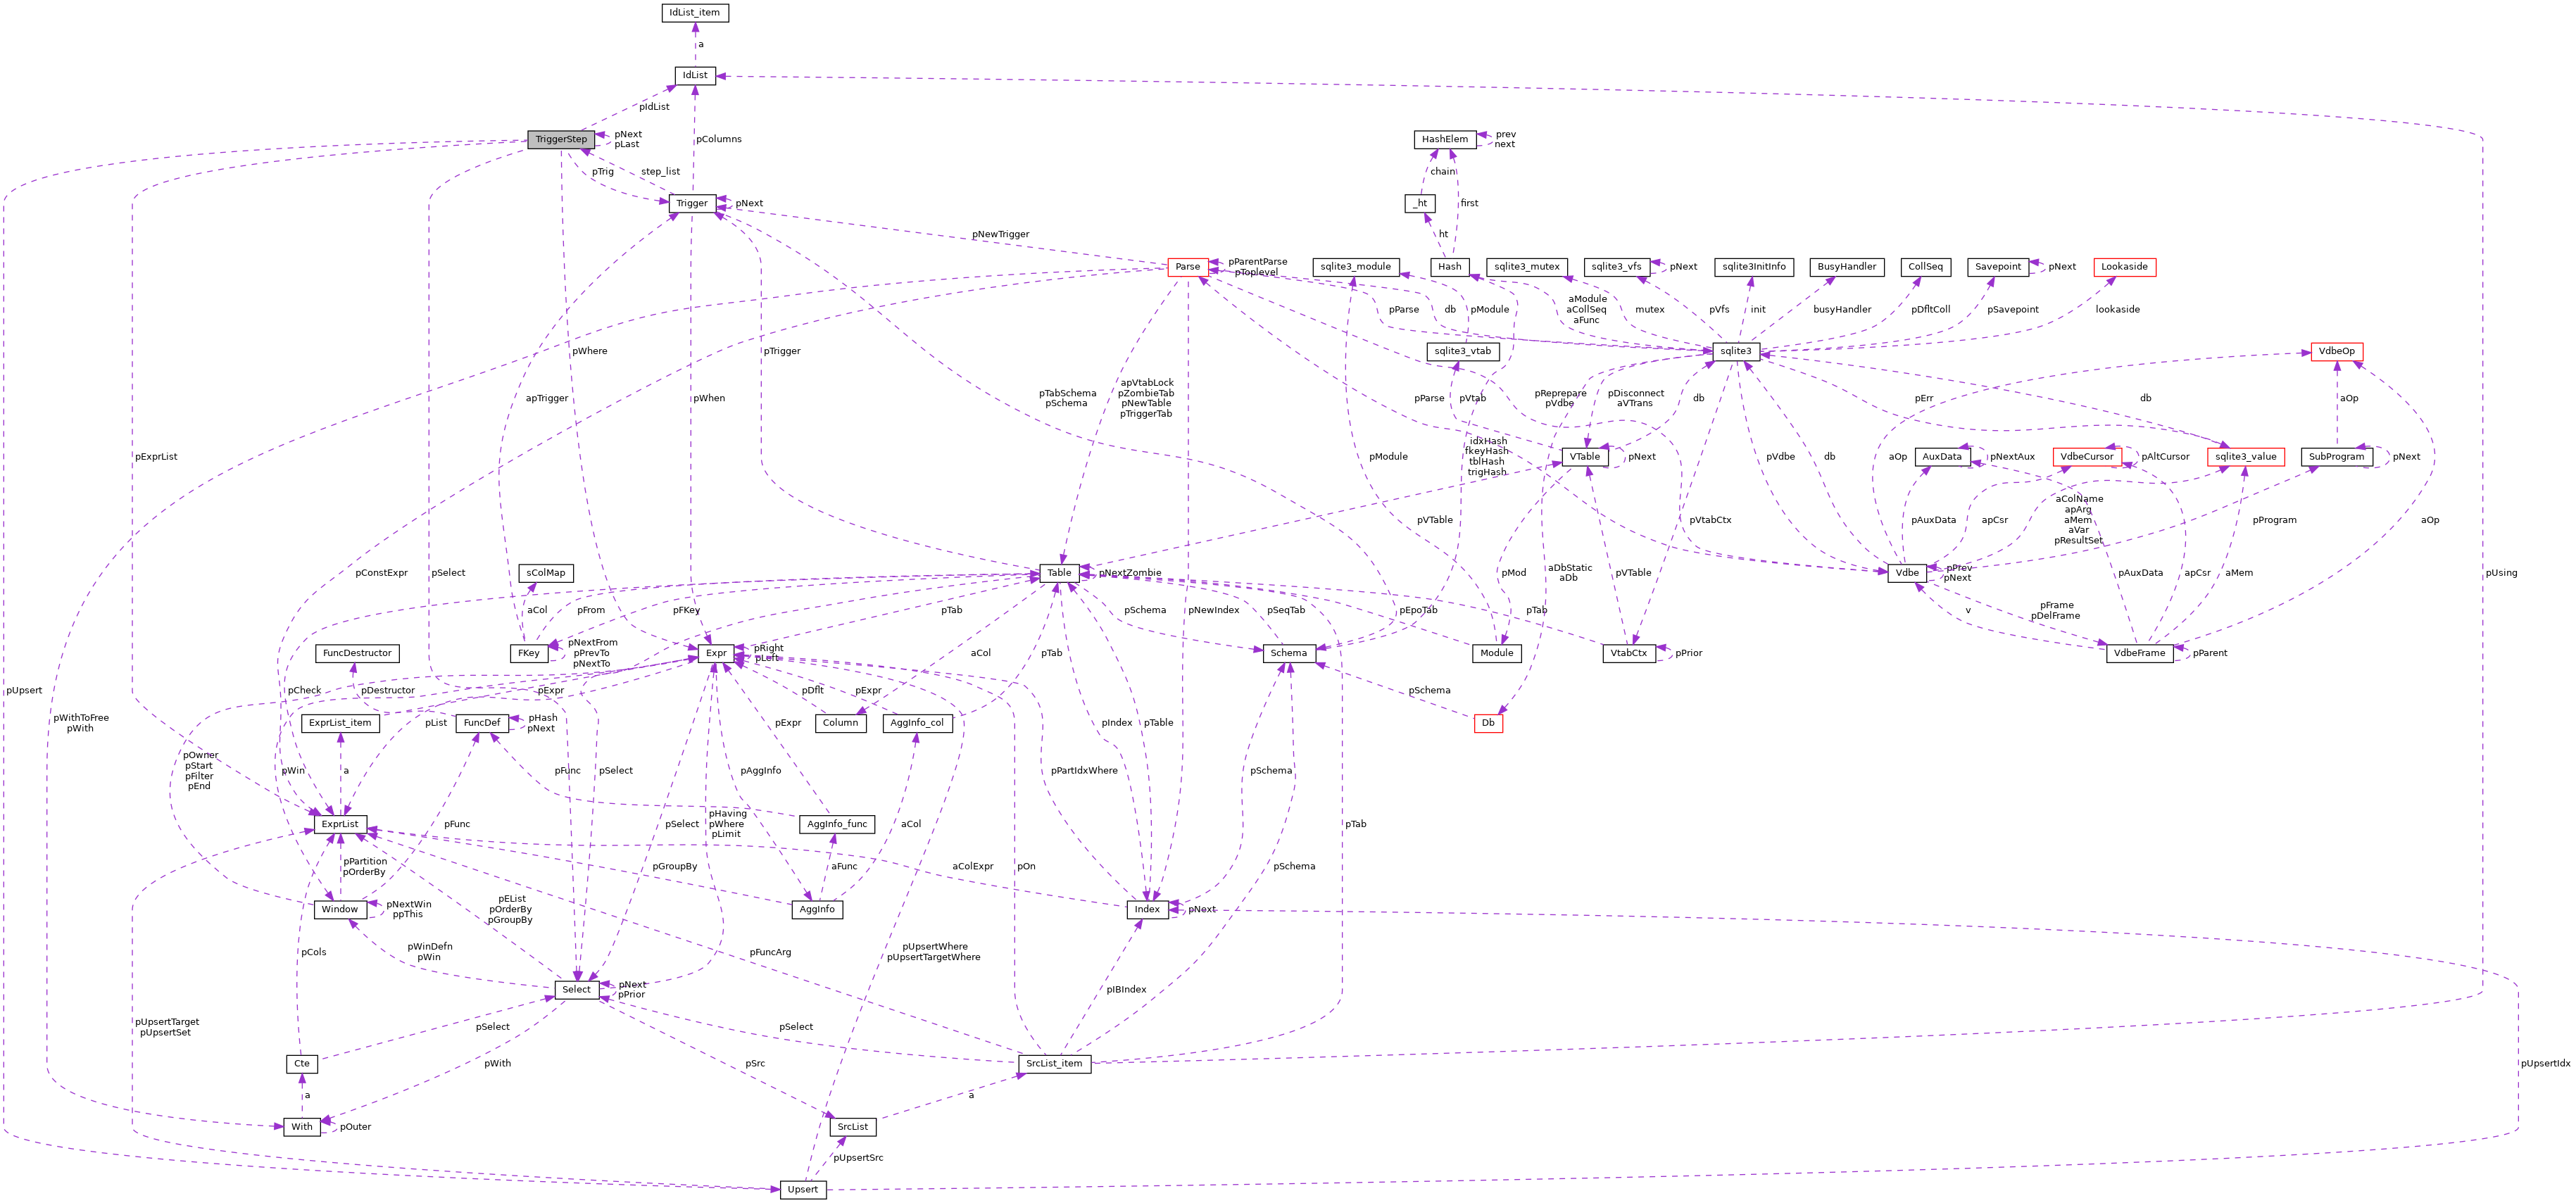 IdList_item
a
IdList
pIdList
TriggerStep
pNext
pLast
pColumns
HashElem
prev
next
pTrig
step_list
chain
Trigger
pNext
_ht
first
pNewTrigger
ht
Parse
pParentParse
pToplevel
sqlite3_module
Hash
sqlite3_mutex
sqlite3_vfs
pNext
sqlite3InitInfo
BusyHandler
CollSeq
Savepoint
pNext
Lookaside
aModule
aCollSeq
aFunc
pParse
db
pModule
mutex
pVfs
init
busyHandler
pDfltColl
pSavepoint
lookaside
pWhere
pTrigger
sqlite3_vtab
sqlite3
VdbeOp
apTrigger
pWhen
pTabSchema
pSchema
apVtabLock
pZombieTab
pNewTable
pTriggerTab
pParse
pVtab
pReprepare
pVdbe
pDisconnect
aVTrans
db
pErr
db
aOp
pExprList
pModule
idxHash
fkeyHash
tblHash
trigHash
VTable
pNext
pVdbe
db
aOp
AuxData
pNextAux
VdbeCursor
pAltCursor
sqlite3_value
SubProgram
pNext
pVTable
pVtabCtx
pAuxData
apCsr
aColName
apArg
aMem
aVar
pResultSet
pProgram
aOp
pConstExpr
pSelect
sColMap
Table
pNextZombie
pMod
aDbStatic
aDb
pVTable
Vdbe
pPrev
pNext
pAuxData
apCsr
aMem
pUsing
aCol
pFrom
pFKey
pTab
pSchema
pNewIndex
pSeqTab
pEpoTab
pTab
v
pFrame
pDelFrame
FuncDestructor
FKey
pNextFrom
pPrevTo
pNextTo
Expr
pRight
pLeft
aCol
pTab
Schema
Module
VtabCtx
pPrior
VdbeFrame
pParent
pUpsert
pCheck
pDestructor
pExpr
pDflt
pExpr
pSchema
pWithToFree
pWith
ExprList_item
pList
FuncDef
pHash
pNext
pExpr
Column
AggInfo_col
pIndex
pTable
Db
pOwner
pStart
pFilter
pEnd
pWin
a
pFunc
pSelect
pAggInfo
pPartIdxWhere
pSchema
ExprList
pFunc
pSelect
pHaving
pWhere
pLimit
AggInfo_func
aCol
pTab
pPartition
pOrderBy
pGroupBy
aFunc
aColExpr
pOn
pSchema
Window
pNextWin
ppThis
pEList
pOrderBy
pGroupBy
AggInfo
Index
pNext
pCols
pWinDefn
pWin
pFuncArg
pUpsertWhere
pUpsertTargetWhere
Select
pNext
pPrior
pIBIndex
pUpsertTarget
pUpsertSet
pSelect
pSelect
Cte
pWith
pSrc
SrcList_item
pUpsertIdx
a
a
With
pOuter
SrcList
pUpsertSrc
Upsert